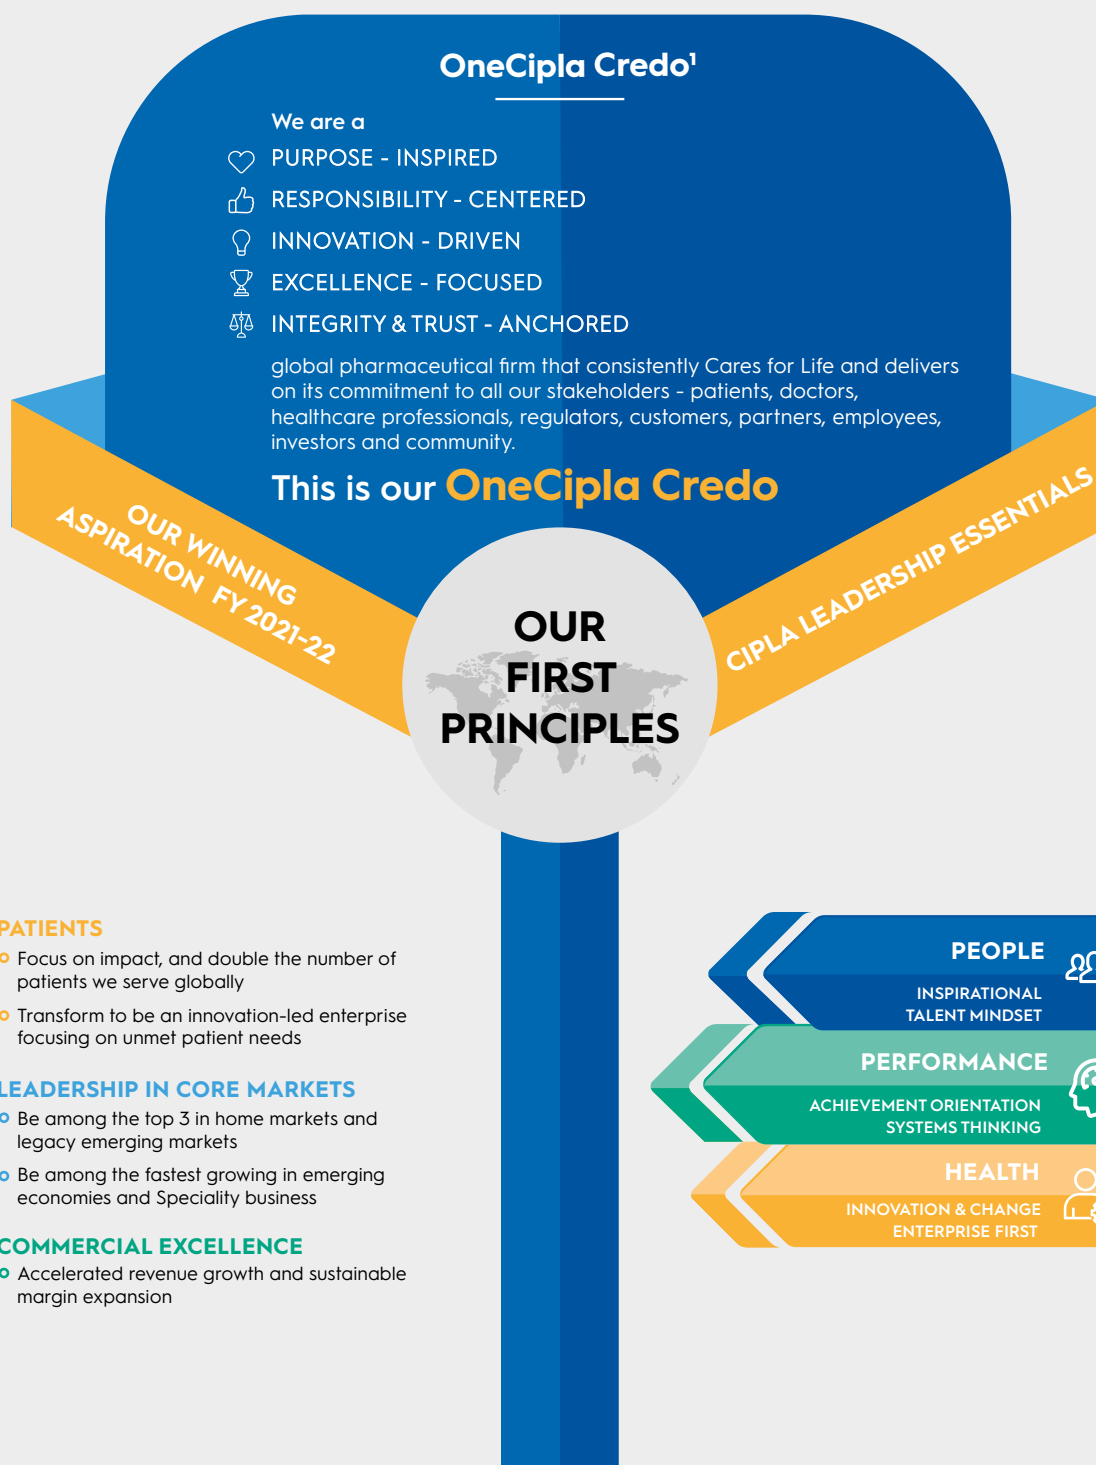 OneCipla Credo¹
We are a
PURPOSE - INSPIRED
RESPONSIBILITY - CENTERED
INNOVATION - DRIVEN
EXCELLENCE - FOCUSED
INTEGRITY & TRUST - ANCHORED
global pharmaceutical firm that consistently Cares for Life and delivers
on its commitment to all our stakeholders - patients, doctors,
healthcare professionals, regulators, customers, partners, employees,
investors and community.
This is our OneCipla Credo
OUR WINNING
ASPIRATION FY 2021-22
CIPLA LEADERSHIP ESSENTIALS
OUR
FIRST
PRINCIPLES
PATIENTS
Focus on impact, and double the number of
patients we serve globally
Transform to be an innovation-led enterprise
focusing on unmet patient needs
LEADERSHIP IN CORE MARKETS
Be among the top 3 in home markets and
legacy emerging markets
Be among the fastest growing in emerging
economies and Speciality business
COMMERCIAL EXCELLENCE
Accelerated revenue growth and sustainable
margin expansion
PEOPLE
INSPIRATIONAL
TALENT MINDSET
PERFORMANCE
ACHIEVEMENT ORIENTATION
SYSTEMS THINKING
HEALTH
INNOVATION & CHANGE
ENTERPRISE FIRST